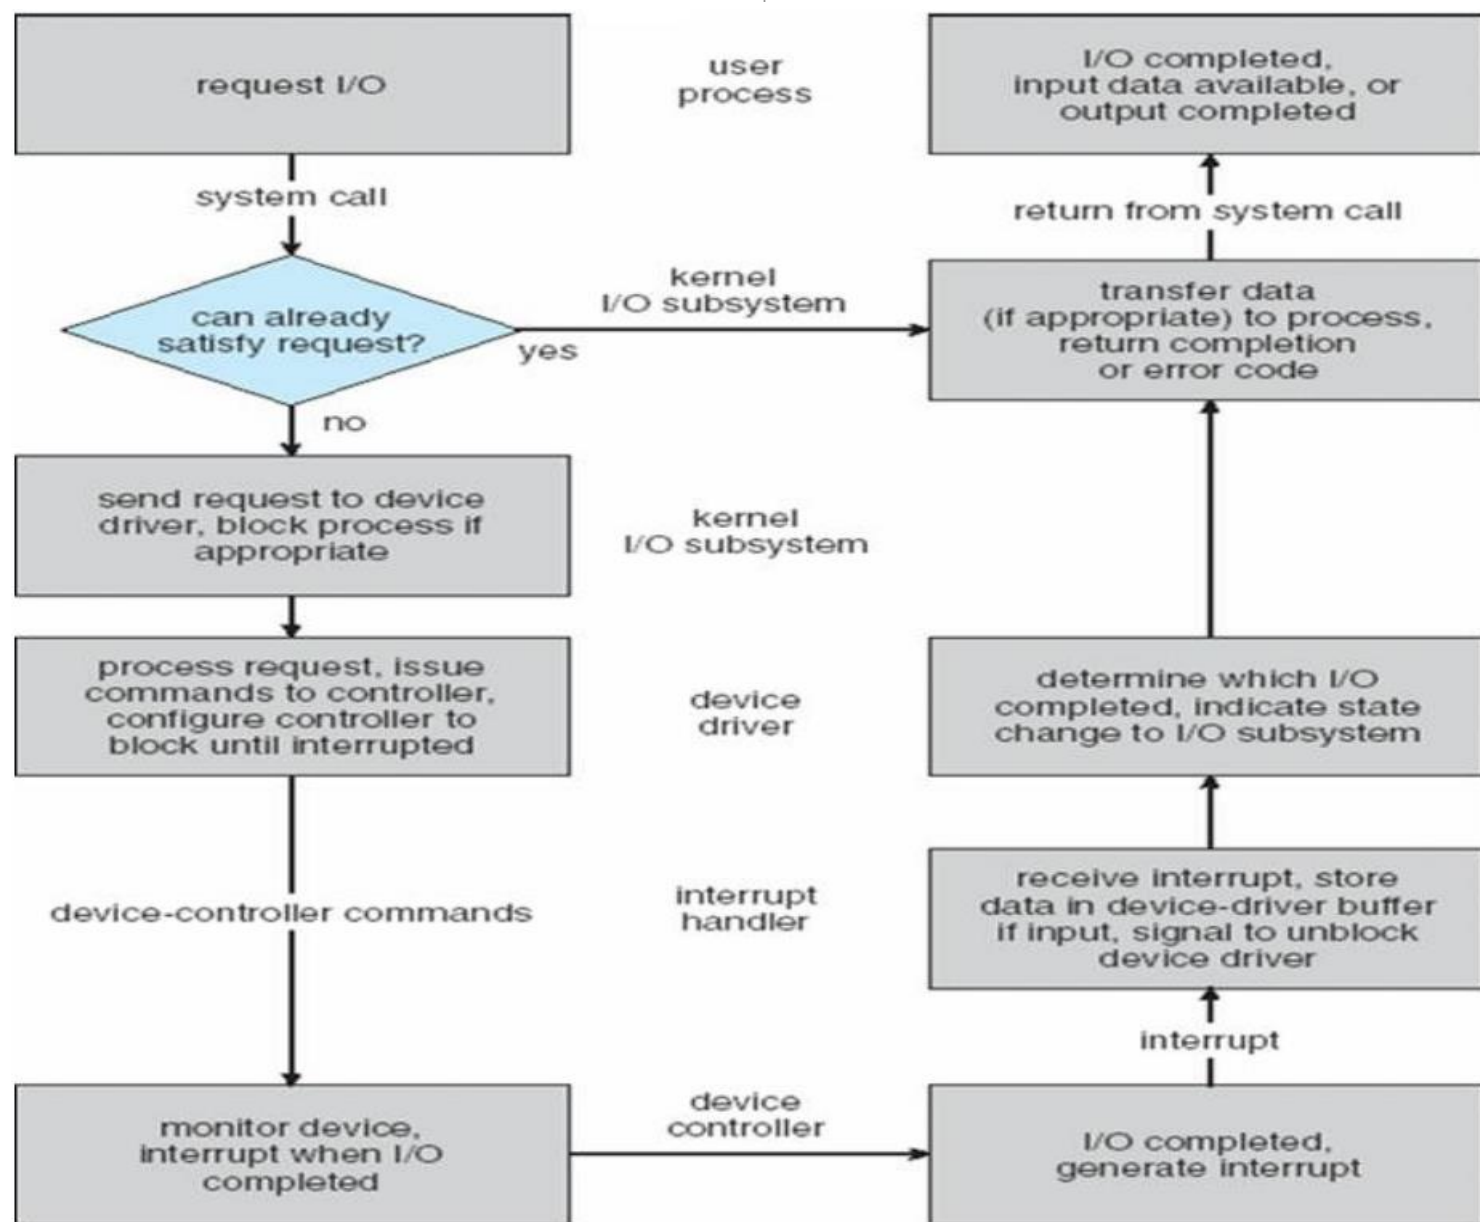 request I/O
user
process
I/O completed,
input data available, or
output completed
system call
return from system call
can already
satisfy request?
kernel
I/O subsystem
yes
transfer data
(if appropriate) to process,
return completion
or error code
no
send request to device
driver, block process if
appropriate
kernel
I/O subsystem
process request, issue
commands to controller,
configure controller to
block until interrupted
device
driver
determine which I/O
completed, indicate state
change to I/O subsystem
device-controller commands
interrupt
handler
receive interrupt, store
data in device-driver buffer
if input, signal to unblock
device driver
interrupt
monitor device,
interrupt when I/O
completed
device
controller
I/O completed,
generate interrupt